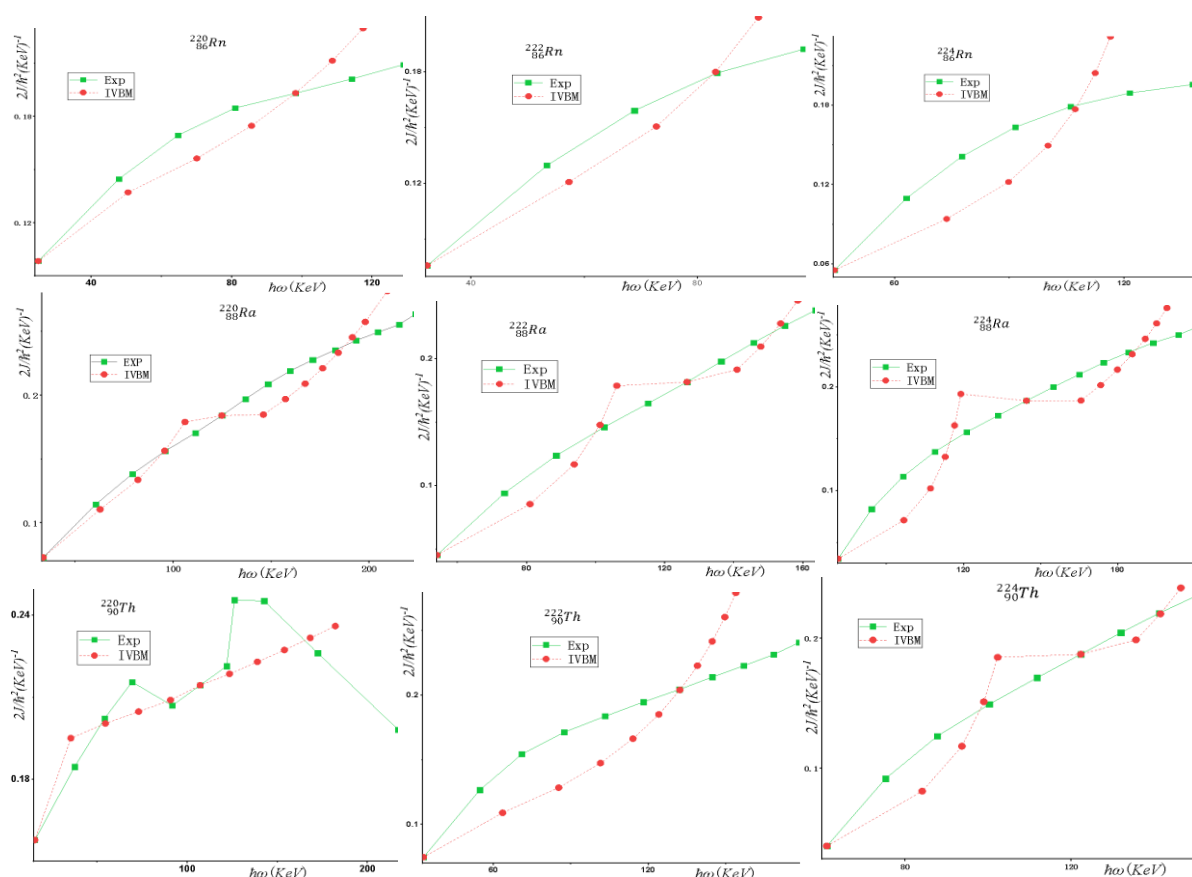 ²²⁰₈₆Rn
Exp
IVBM
2J/ħ²(KeV)⁻¹
0.18
0.12
40
80
120
ħω(KeV)
²²²₈₆Rn
Exp
IVBM
2J/ħ²(KeV)⁻¹
0.18
0.12
40
80
ħω(KeV)
²²⁴₈₆Rn
Exp
IVBM
2J/ħ²(KeV)⁻¹
0.18
0.12
0.06
60
120
ħω(KeV)
²²⁰₈₈Ra
EXP
IVBM
2J/ħ²(KeV)⁻¹
0.2
0.1
100
200
ħω(KeV)
²²²₈₈Ra
Exp
IVBM
2J/ħ²(KeV)⁻¹
0.2
0.1
80
120
160
ħω(KeV)
²²⁴₈₈Ra
Exp
IVBM
2J/ħ²(KeV)⁻¹
0.2
0.1
120
160
ħω(KeV)
²²⁰₉₀Th
Exp
IVBM
2J/ħ²(KeV)⁻¹
0.24
0.18
100
200
ħω(KeV)
²²²₉₀Th
Exp
IVBM
2J/ħ²(KeV)⁻¹
0.2
0.1
60
120
ħω(KeV)
²²⁴₉₀Th
Exp
IVBM
2J/ħ²(KeV)⁻¹
0.2
0.1
80
120
ħω(KeV)